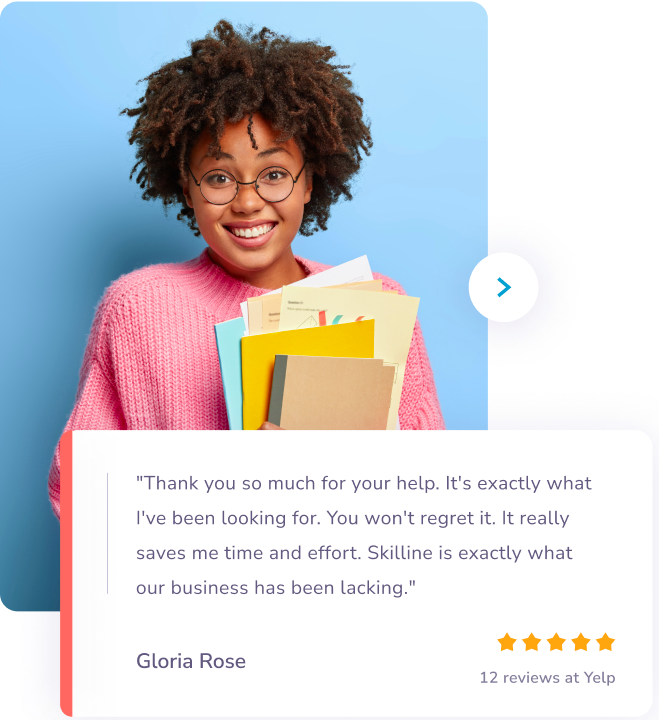 "Thank you so much for your help. It's exactly what
I've been looking for. You won't regret it. It really
saves me time and effort. Skilline is exactly what
our business has been lacking."
Gloria Rose
12 reviews at Yelp